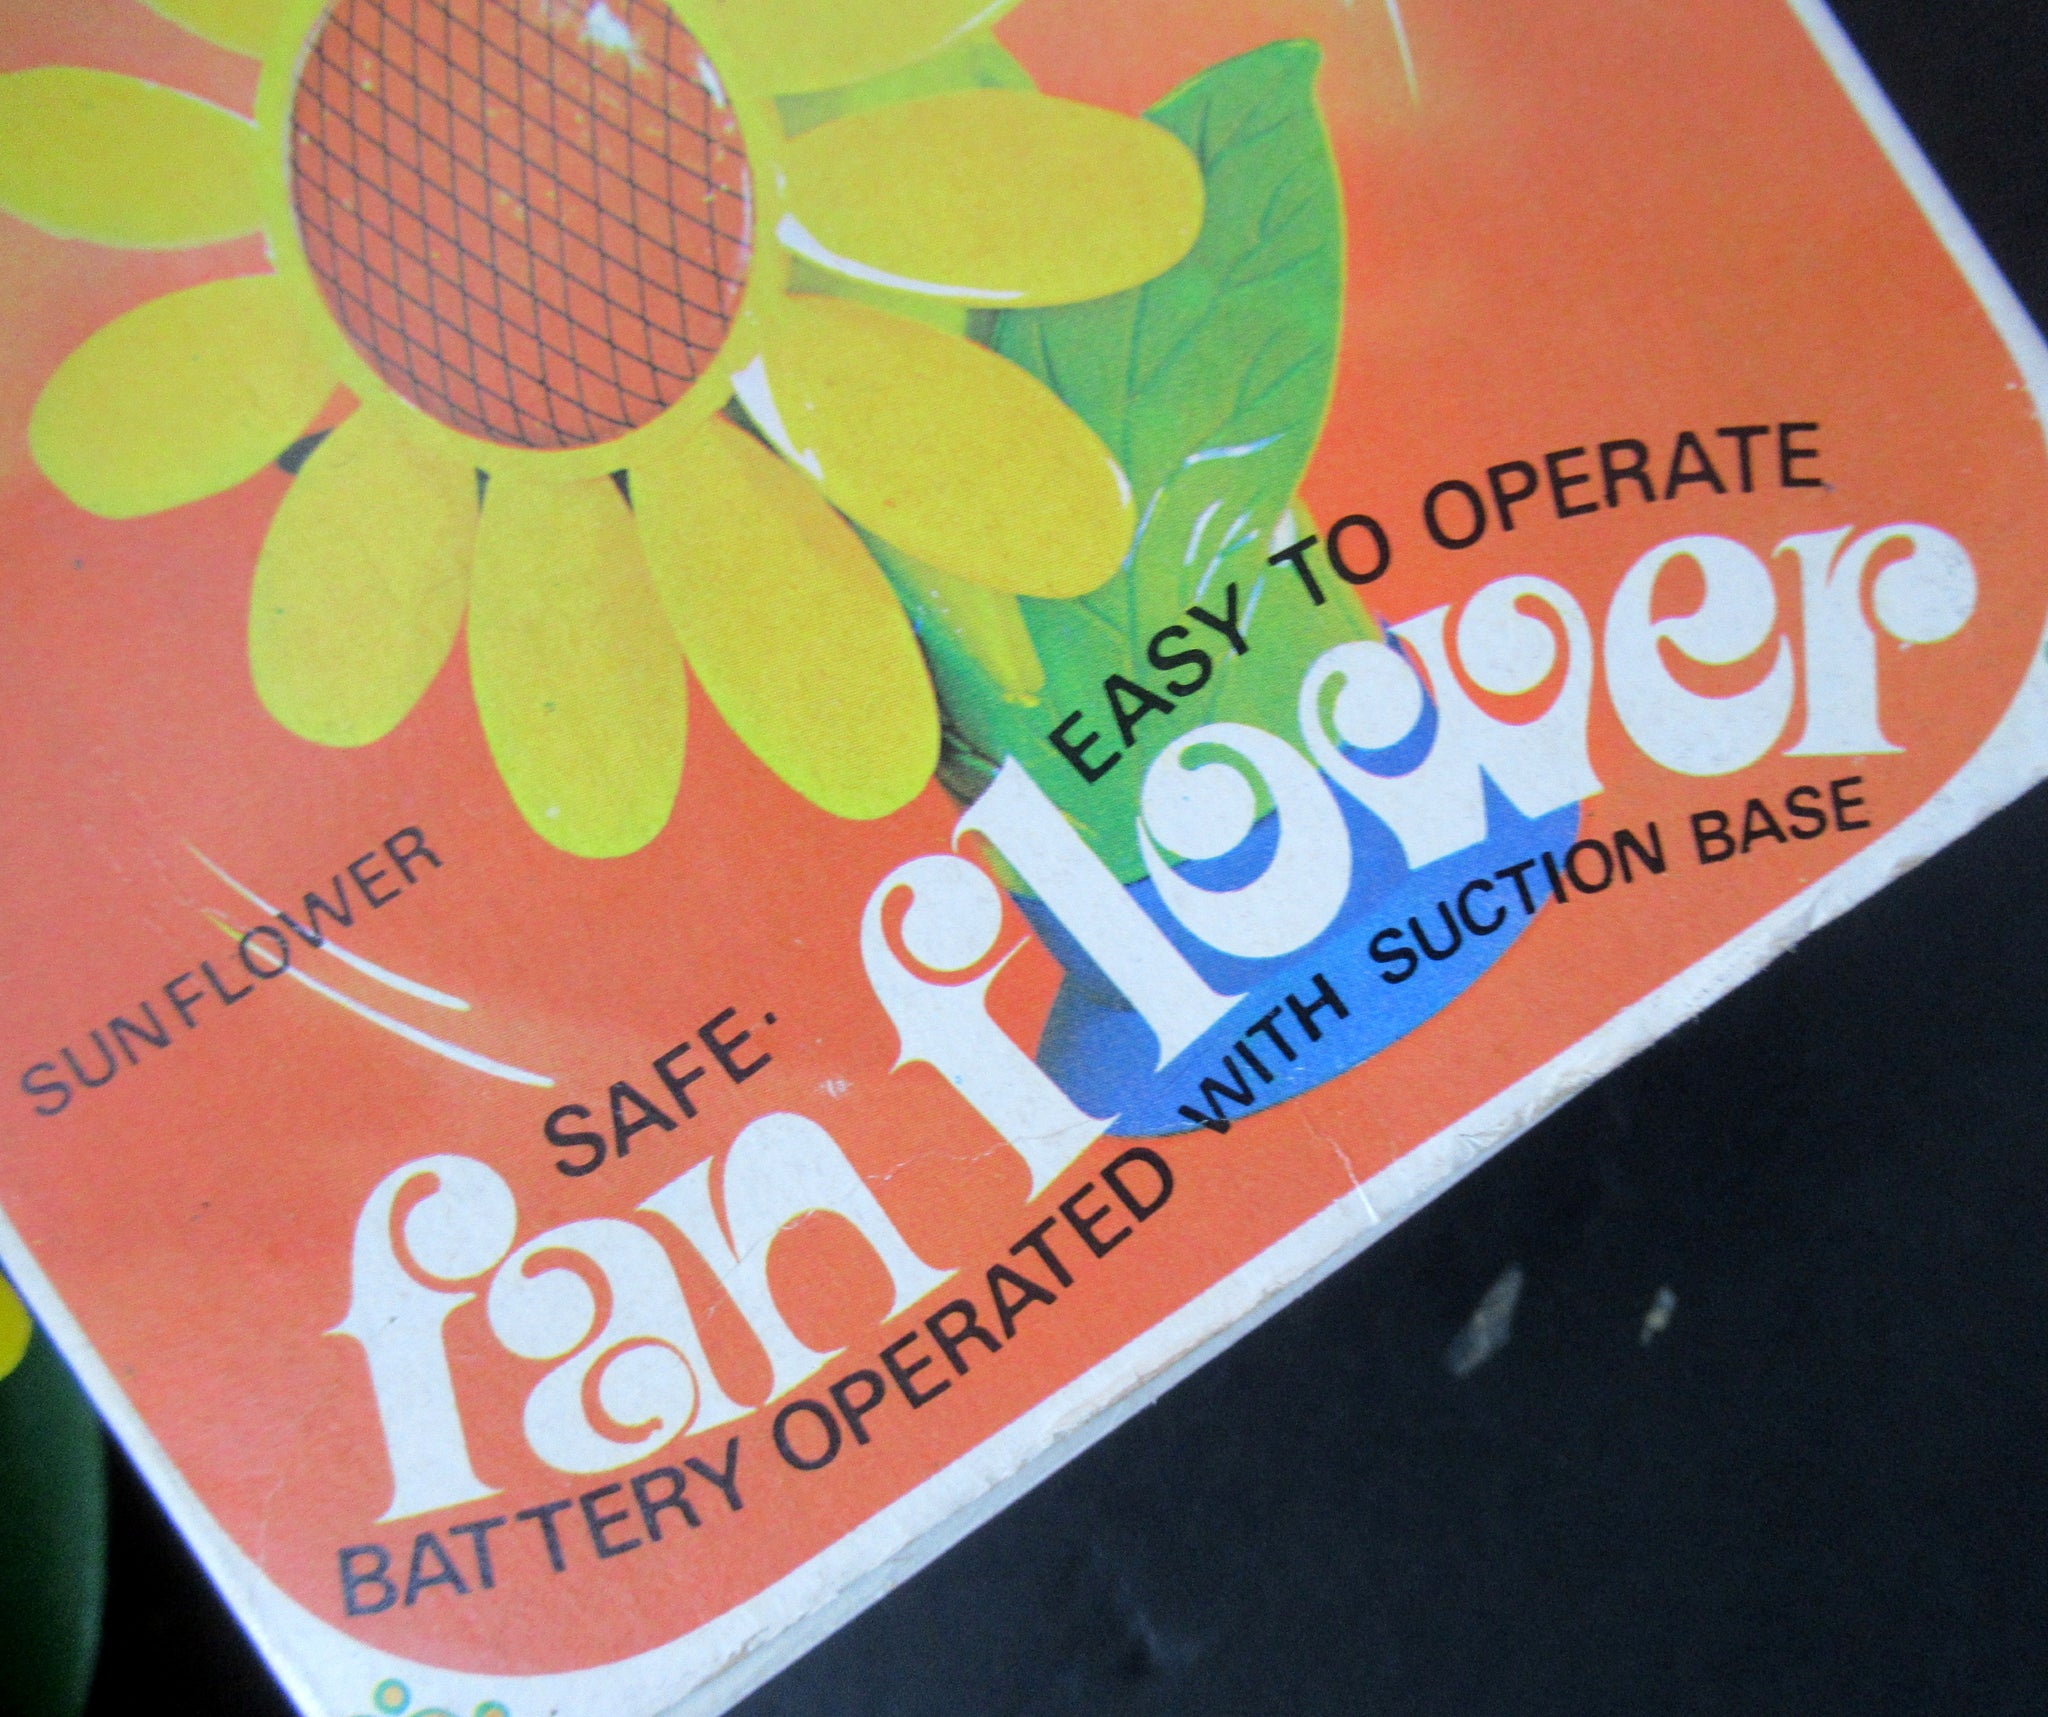 SUNFLOWER
SAFE. EASY TO OPERATE
fan flower
BATTERY OPERATED WITH SUCTION BASE